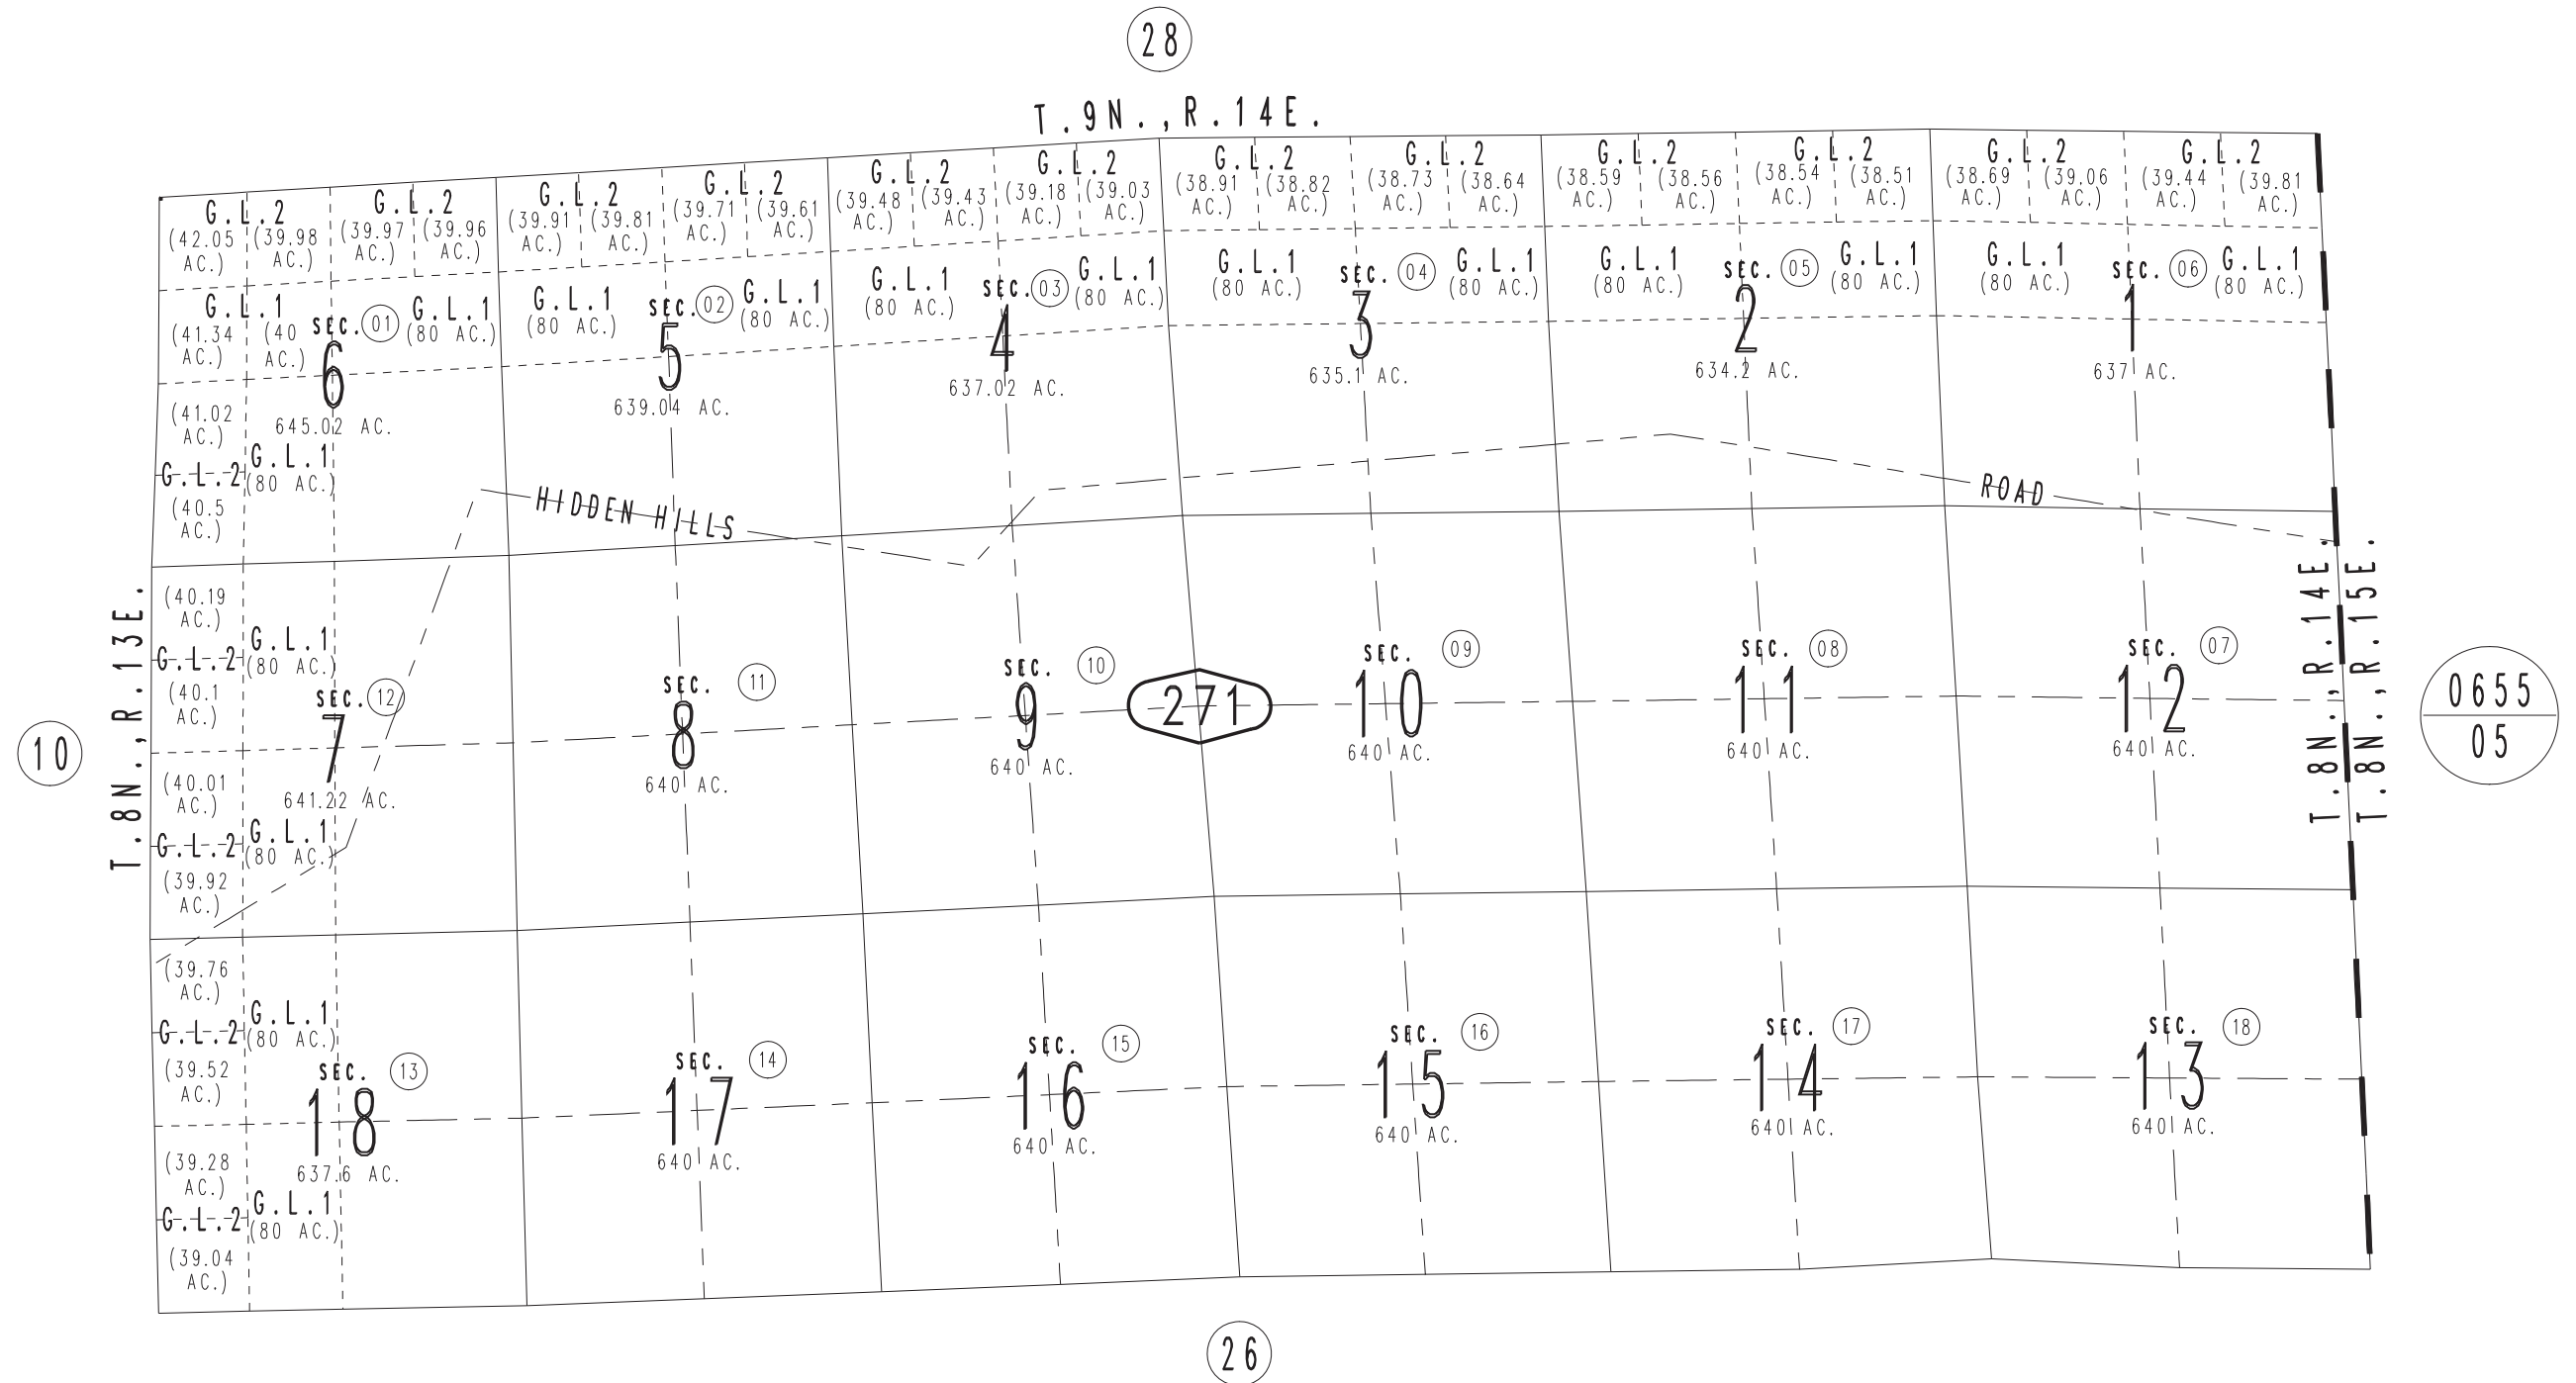 28
T.9N.,R.14E.
G.L.2
(42.05 AC.)
(39.98 AC.)
G.L.2
(39.97 AC.)
(39.96 AC.)
G.L.2
(39.91 AC.)
(39.81 AC.)
G.L.2
(39.71 AC.)
(39.61 AC.)
G.L.2
(39.48 AC.)
(39.43 AC.)
G.L.2
(39.18 AC.)
(39.03 AC.)
G.L.2
(38.91 AC.)
(38.82 AC.)
G.L.2
(38.73 AC.)
(38.64 AC.)
G.L.2
(38.59 AC.)
(38.56 AC.)
G.L.2
(38.54 AC.)
(38.51 AC.)
G.L.2
(38.69 AC.)
(39.06 AC.)
G.L.2
(39.44 AC.)
(39.81 AC.)
G.L.1
(41.34 AC.)
(40 AC.)
SEC. 01
6
645.02 AC.
G.L.1
(80 AC.)
G.L.1
(80 AC.)
SEC. 02
5
639.04 AC.
G.L.1
(80 AC.)
G.L.1
(80 AC.)
SEC. 03
4
637.02 AC.
G.L.1
(80 AC.)
G.L.1
(80 AC.)
SEC. 04
3
635.1 AC.
G.L.1
(80 AC.)
G.L.1
(80 AC.)
SEC. 05
2
634.2 AC.
G.L.1
(80 AC.)
G.L.1
(80 AC.)
SEC. 06
1
637 AC.
G.L.1
(80 AC.)
(41.02 AC.)
G.L.2
G.L.1
(80 AC.)
(40.5 AC.)
HIDDEN HILLS
ROAD
T.8N.,R.13E.
T.8N.,R.14E.
T.8N.,R.15E.
10
0655
05
271
(40.19 AC.)
G.L.2
G.L.1
(80 AC.)
(40.1 AC.)
SEC. 12
7
641.22 AC.
(40.01 AC.)
G.L.2
G.L.1
(80 AC.)
(39.92 AC.)
SEC. 11
8
640 AC.
SEC. 10
9
640 AC.
SEC. 09
10
640 AC.
SEC. 08
11
640 AC.
SEC. 07
12
640 AC.
(39.76 AC.)
G.L.2
G.L.1
(80 AC.)
(39.52 AC.)
SEC. 13
18
637.6 AC.
(39.28 AC.)
G.L.2
G.L.1
(80 AC.)
(39.04 AC.)
SEC. 14
17
640 AC.
SEC. 15
16
640 AC.
SEC. 16
15
640 AC.
SEC. 17
14
640 AC.
SEC. 18
13
640 AC.
26